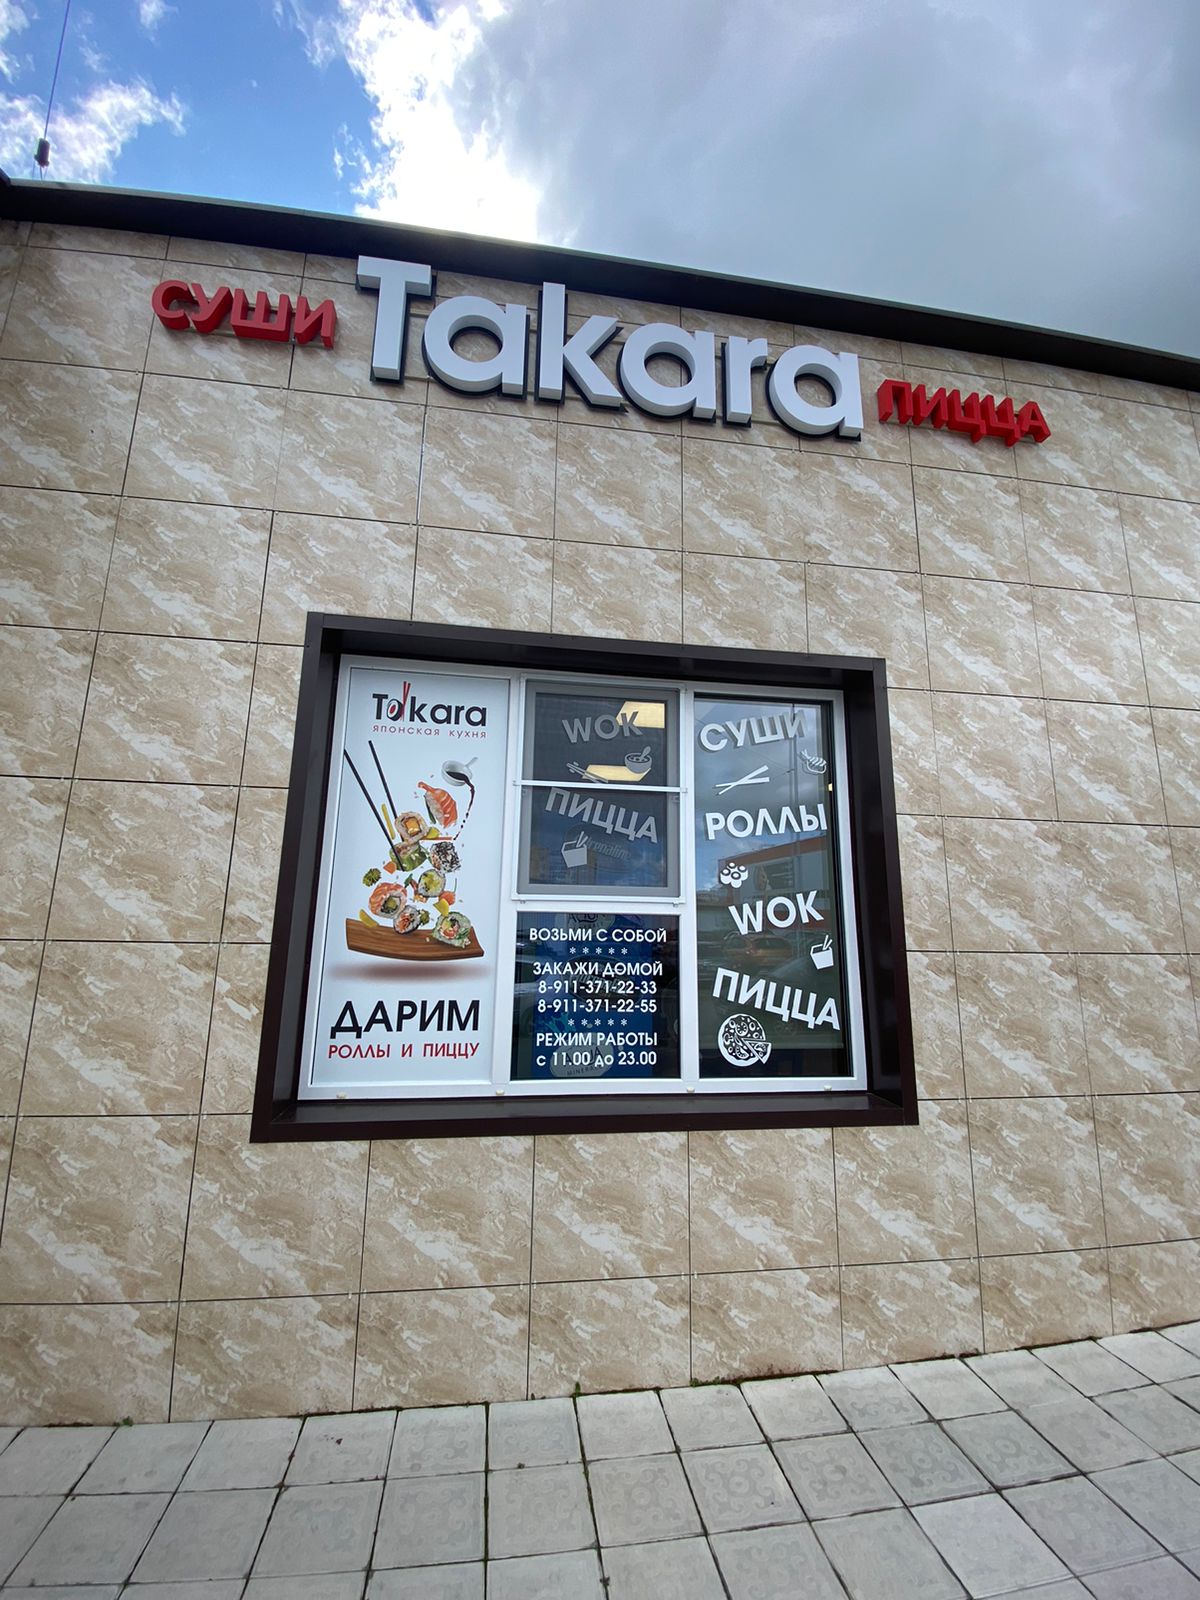 СУШИ Takara ПИЦЦА
Takara
японская кухня
ДАРИМ
РОЛЛЫ И ПИЦЦУ
WOK
ПИЦЦА
ВОЗЬМИ С СОБОЙ
* * * * *
ЗАКАЖИ ДОМОЙ
8-911-371-22-33
8-911-371-22-55
* * * * *
РЕЖИМ РАБОТЫ
с 11.00 до 23.00
СУШИ
РОЛЛЫ
WOK
ПИЦЦА